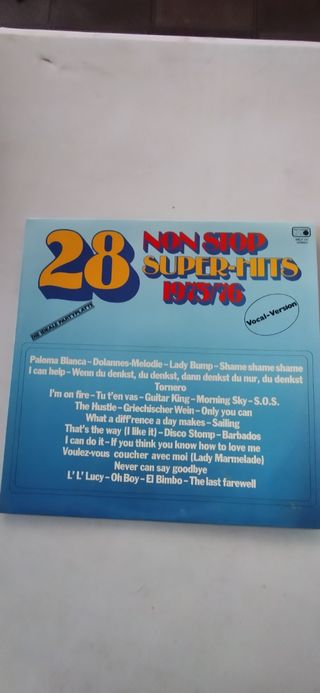 28
NON STOP
SUPER-HITS
1975/76
DIE IDEALE PARTYPLATTE
Vocal-Version
Paloma Blanca – Dolannes-Melodie – Lady Bump – Shame shame shame
I can help – Wenn du denkst, du denkst, dann denkst du nur, du denkst
Tornero
I'm on fire – Tu t'en vas – Guitar King – Morning Sky – S.O.S.
The Hustle – Griechischer Wein – Only you can
What a diff'rence a day makes – Sailing
That's the way (I like it) – Disco Stomp – Barbados
I can do it – If you think you know how to love me
Voulez-vous coucher avec moi (Lady Marmelade)
Never can say goodbye
L' L' Lucy – Oh Boy – El Bimbo – The last farewell